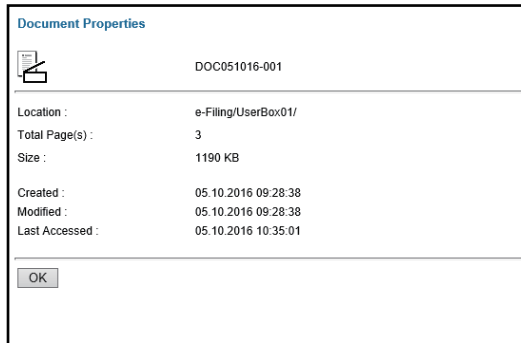 Document Properties
DOC051016-001
Location : e-Filing/UserBox01/
Total Page(s) : 3
Size : 1190 KB
Created : 05.10.2016 09:28:38
Modified : 05.10.2016 09:28:38
Last Accessed : 05.10.2016 10:35:01
OK